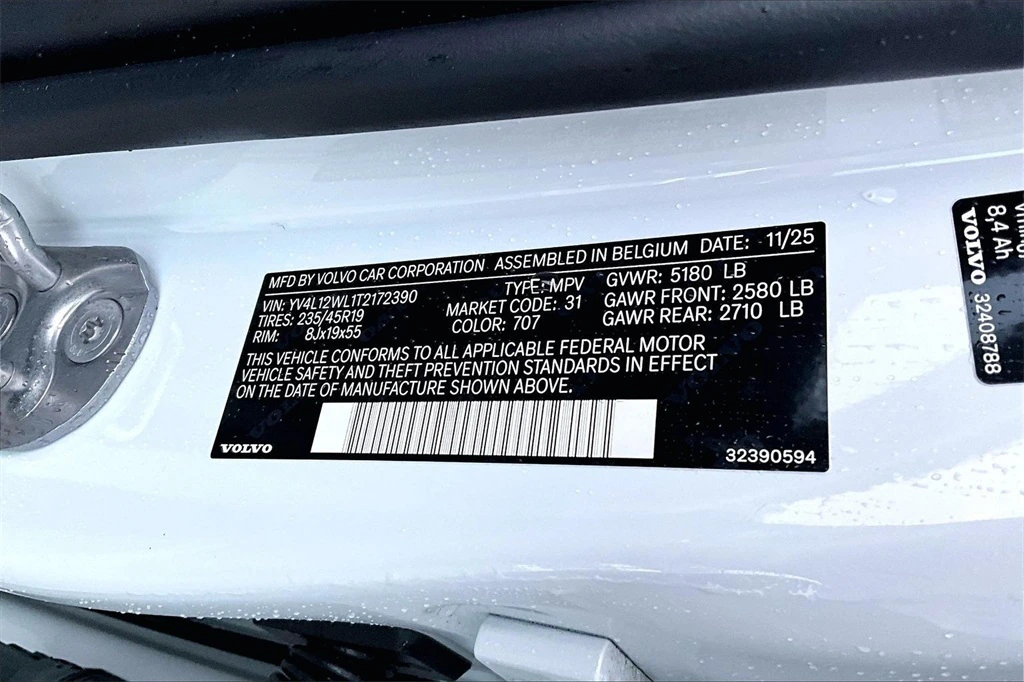 MFD BY VOLVO CAR CORPORATION ASSEMBLED IN BELGIUM DATE: 11/25
VIN: YV4L12WL1T2172390 TYPE: MPV GVWR: 5180 LB
TIRES: 235/45R19 MARKET CODE: 31 GAWR FRONT: 2580 LB
RIM: 8Jx19x55 COLOR: 707 GAWR REAR: 2710 LB
THIS VEHICLE CONFORMS TO ALL APPLICABLE FEDERAL MOTOR
VEHICLE SAFETY AND THEFT PREVENTION STANDARDS IN EFFECT
ON THE DATE OF MANUFACTURE SHOWN ABOVE.
VOLVO 32390594
8,4 Ah
VOLVO 32408788